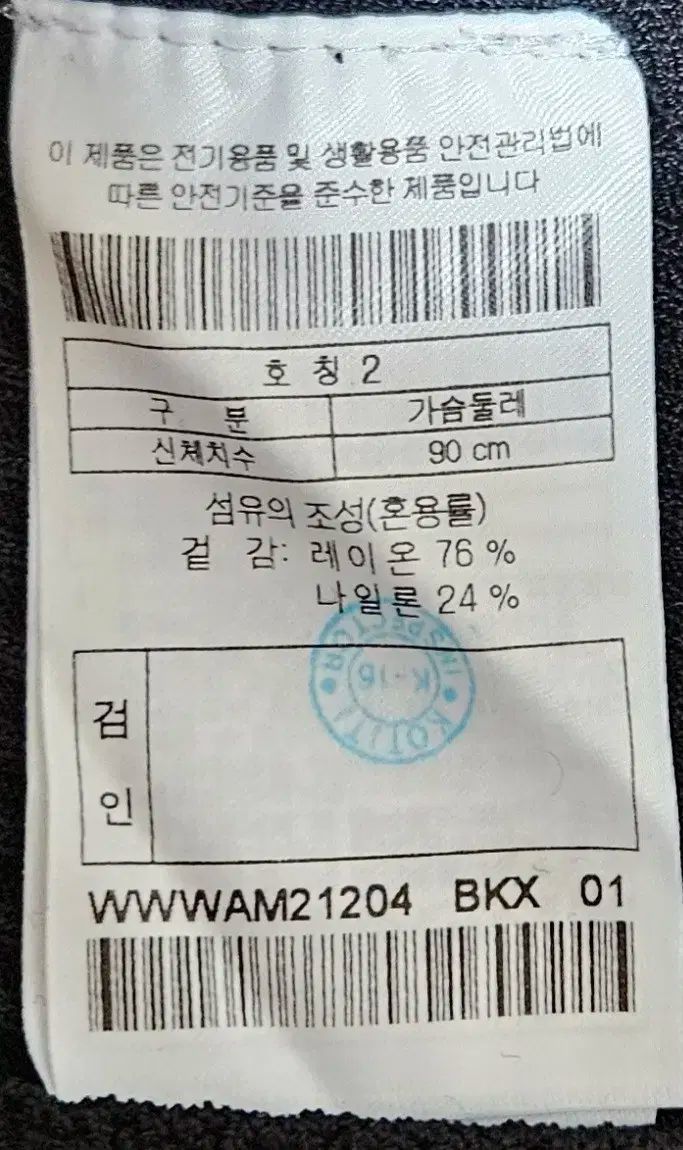 이 제품은 전기용품 및 생활용품 안전관리법에
따른 안전기준을 준수한 제품입니다
호 칭 2
구 분 가슴둘레
신체치수 90 cm
섬유의 조성(혼용률)
겉 감: 레이온 76 %
나일론 24 %
INSPECTOR
K-16
KOTITI
검
인
WWWAM21204 BKX 01